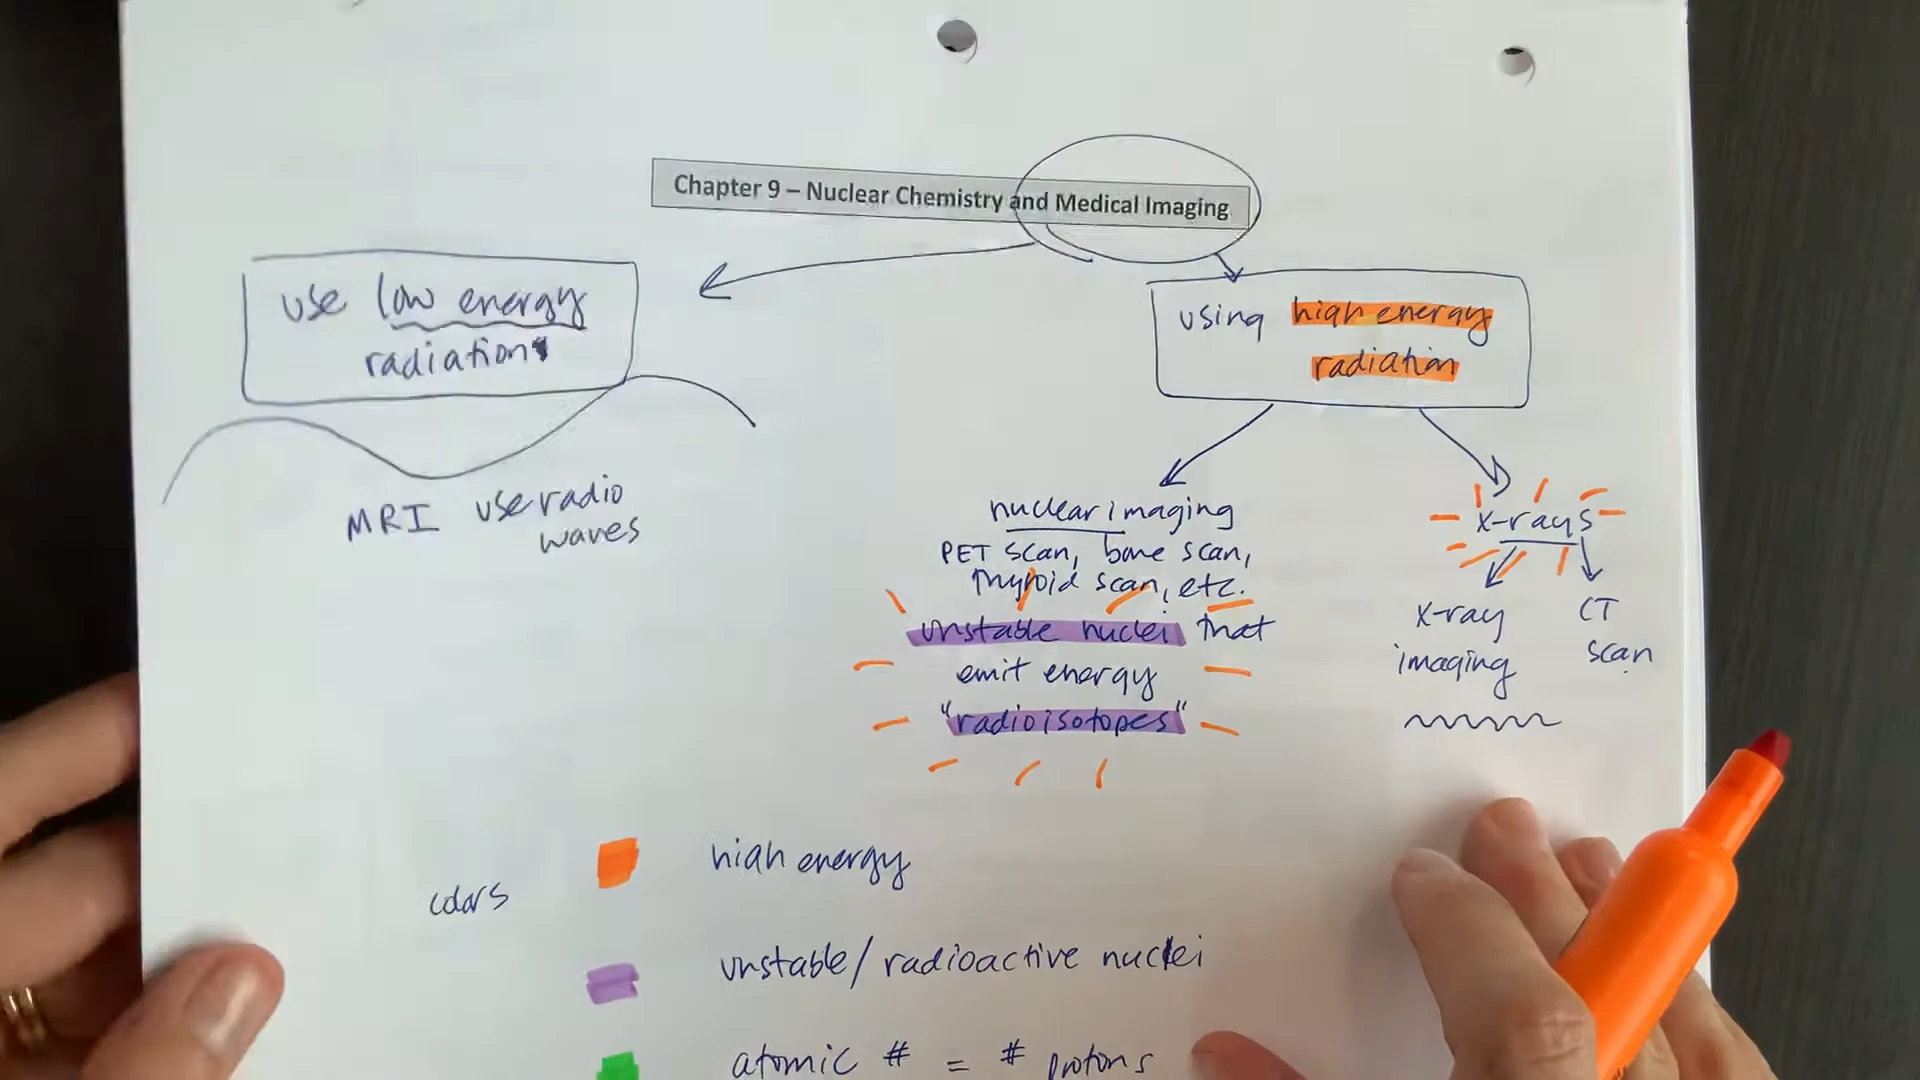 Chapter 9 – Nuclear Chemistry and Medical Imaging
use low energy
radiation
MRI use radio
waves
using high energy
radiation
nuclear imaging
PET scan, bone scan,
thyroid scan, etc.
unstable nuclei that
emit energy
"radioisotopes"
x-rays
x-ray
imaging
CT
scan
colors
high energy
unstable/radioactive nuclei
atomic # = # protons